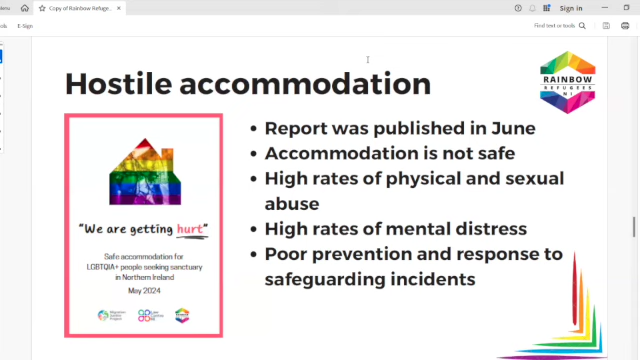 Menu
Copy of Rainbow Refuge...
Sign in
E-Sign
Find text or tools
Hostile accommodation
RAINBOW
REFUGEES
NI
Report was published in June
Accommodation is not safe
High rates of physical and sexual
abuse
High rates of mental distress
Poor prevention and response to
safeguarding incidents
"We are getting hurt"
Safe accommodation for
LGBTQIA+ people seeking sanctuary
in Northern Ireland
May 2024